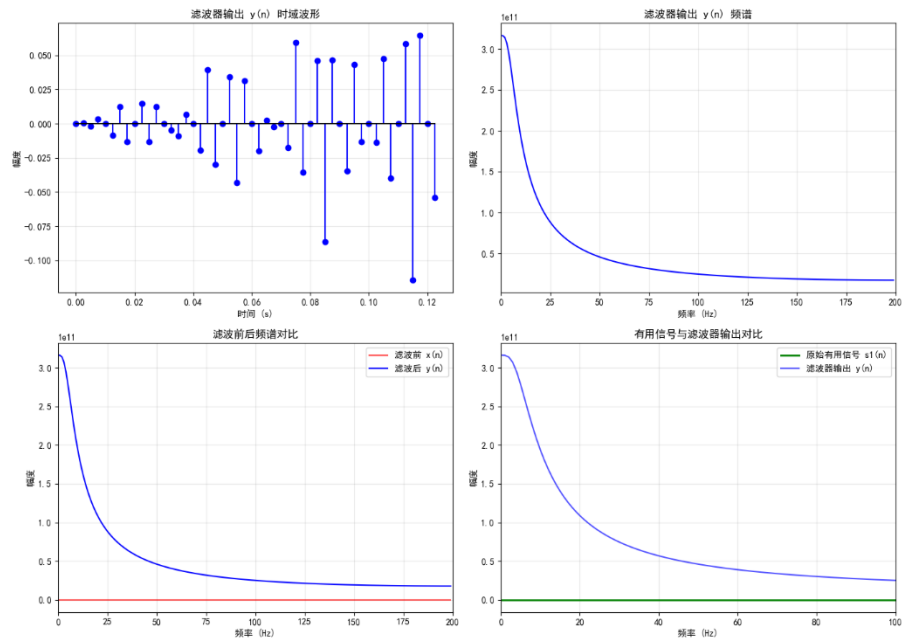 滤波器输出 y(n) 时域波形
幅度
0.050
0.025
0.000
−0.025
−0.050
−0.075
−0.100
0.00 0.02 0.04 0.06 0.08 0.10 0.12
时间 (s)
滤波器输出 y(n) 频谱
1e11
幅度
3.0
2.5
2.0
1.5
1.0
0.5
0 25 50 75 100 125 150 175 200
频率 (Hz)
滤波前后频谱对比
1e11
滤波前 x(n)
滤波后 y(n)
幅度
3.0
2.5
2.0
1.5
1.0
0.5
0.0
0 25 50 75 100 125 150 175 200
频率 (Hz)
有用信号与滤波器输出对比
1e11
原始有用信号 s1(n)
滤波器输出 y(n)
幅度
3.0
2.5
2.0
1.5
1.0
0.5
0.0
0 20 40 60 80 100
频率 (Hz)